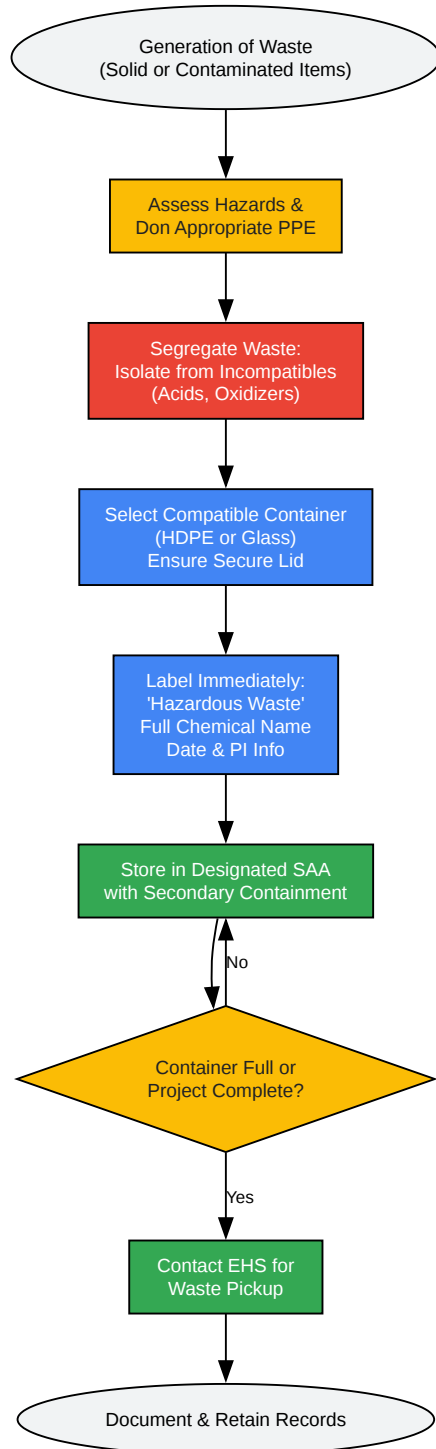 Generation of Waste
(Solid or Contaminated Items)
Assess Hazards &
Don Appropriate PPE
Segregate Waste:
Isolate from Incompatibles
(Acids, Oxidizers)
Select Compatible Container
(HDPE or Glass)
Ensure Secure Lid
Label Immediately:
'Hazardous Waste'
Full Chemical Name
Date & PI Info
Store in Designated SAA
with Secondary Containment
No
Container Full or
Project Complete?
Yes
Contact EHS for
Waste Pickup
Document & Retain Records